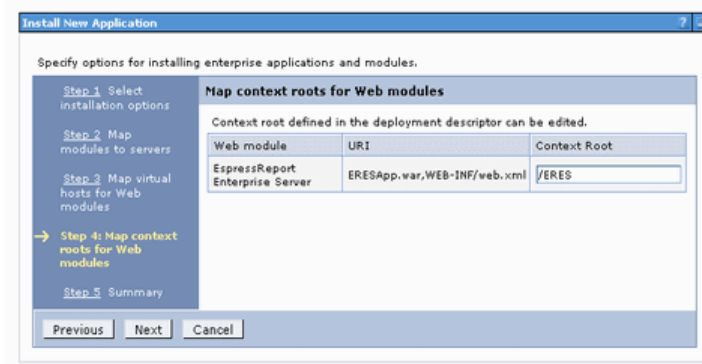 Install New Application
?
Specify options for installing enterprise applications and modules.
Step 1 Select
installation options
Step 2 Map
modules to servers
Step 3 Map virtual
hosts for Web
modules
Step 4: Map context
roots for Web
modules
Step 5 Summary
Map context roots for Web modules
Context root defined in the deployment descriptor can be edited.
Web module URI Context Root
EspressReport
Enterprise Server ERESApp.war,WEB-INF/web.xml /ERES
Previous Next Cancel